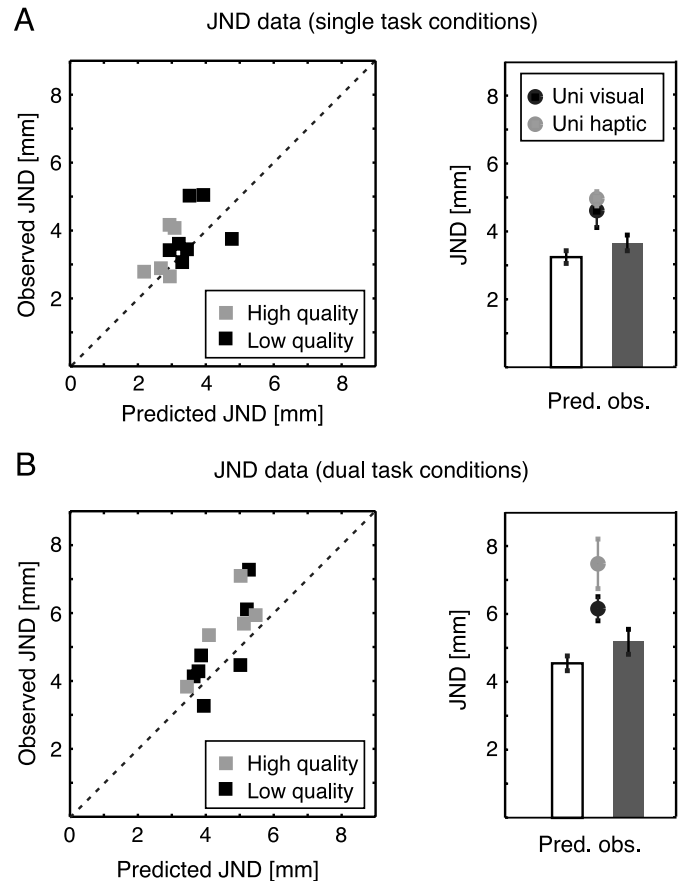 A
JND data (single task conditions)
Observed JND [mm]
8
6
4
2
0
0 2 4 6 8
Predicted JND [mm]
High quality
Low quality
JND [mm]
8
6
4
2
Uni visual
Uni haptic
Pred. obs.
B
JND data (dual task conditions)
Observed JND [mm]
8
6
4
2
0 2 4 6 8
Predicted JND [mm]
High quality
Low quality
JND [mm]
8
6
4
2
Pred. obs.